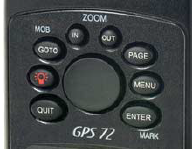 ZOOM
MOB
IN OUT
GOTO PAGE
MENU
QUIT ENTER
GPS 72
MARK